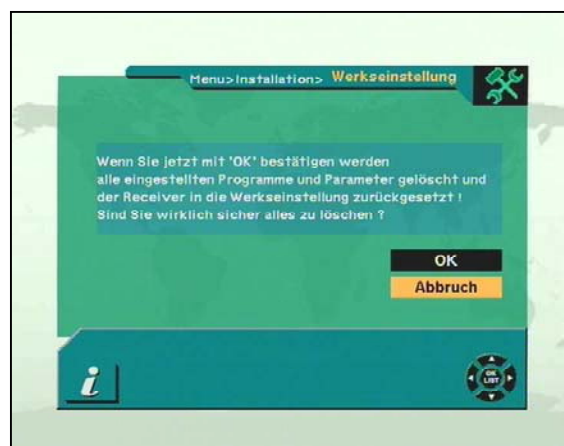 Menu>Installation> Werkseinstellung
Wenn Sie jetzt mit 'OK' bestätigen werden
alle eingestellten Programme und Parameter gelöscht und
der Receiver in die Werkseinstellung zurückgesetzt !
Sind Sie wirklich sicher alles zu löschen ?
OK
Abbruch
i
OK
LIST